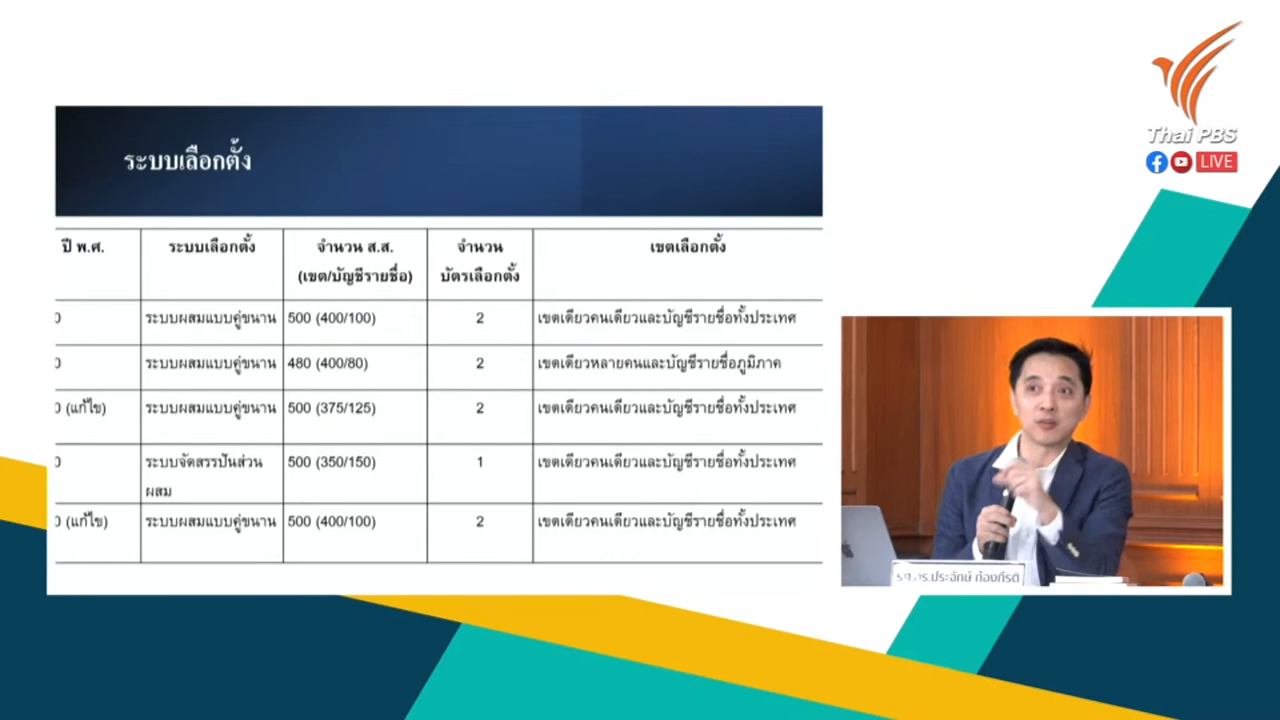 Thai PBS
LIVE
ระบบเลือกตั้ง
ปี พ.ศ. ระบบเลือกตั้ง จำนวน ส.ส. จำนวน เขตเลือกตั้ง
(เขต/บัญชีรายชื่อ) บัตรเลือกตั้ง
0 ระบบผสมแบบคู่ขนาน 500 (400/100) 2 เขตเดียวคนเดียวและบัญชีรายชื่อทั้งประเทศ
0 ระบบผสมแบบคู่ขนาน 480 (400/80) 2 เขตเดียวหลายคนและบัญชีรายชื่อภูมิภาค
0 (แก้ไข) ระบบผสมแบบคู่ขนาน 500 (375/125) 2 เขตเดียวคนเดียวและบัญชีรายชื่อทั้งประเทศ
0 ระบบจัดสรรปันส่วน 500 (350/150) 1 เขตเดียวคนเดียวและบัญชีรายชื่อทั้งประเทศ
ผสม
0 (แก้ไข) ระบบผสมแบบคู่ขนาน 500 (400/100) 2 เขตเดียวคนเดียวและบัญชีรายชื่อทั้งประเทศ
รศ.ดร.ประจักษ์ ก้องกีรติ